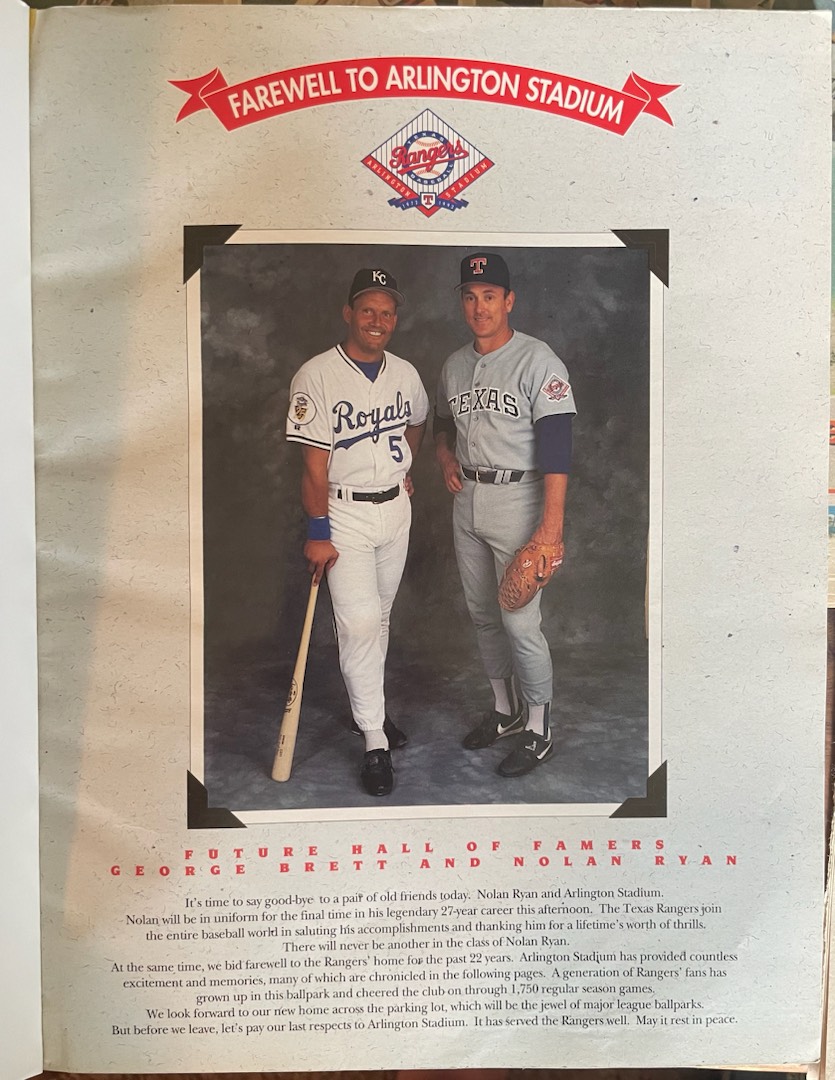 FAREWELL TO ARLINGTON STADIUM
TEXAS
Rangers
BASEBALL
ARLINGTON STADIUM
T
KC
T
Royals
5
TEXAS
FUTURE HALL OF FAMERS
GEORGE BRETT AND NOLAN RYAN
It's time to say good-bye to a pair of old friends today. Nolan Ryan and Arlington Stadium.
Nolan will be in uniform for the final time in his legendary 27-year career this afternoon. The Texas Rangers join
the entire baseball world in saluting his accomplishments and thanking him for a lifetime's worth of thrills.
There will never be another in the class of Nolan Ryan.
At the same time, we bid farewell to the Rangers' home for the past 22 years. Arlington Stadium has provided countless
excitement and memories, many of which are chronicled in the following pages. A generation of Rangers' fans has
grown up in this ballpark and cheered the club on through 1,750 regular season games.
We look forward to our new home across the parking lot, which will be the jewel of major league ballparks.
But before we leave, let's pay our last respects to Arlington Stadium. It has served the Rangers well. May it rest in peace.